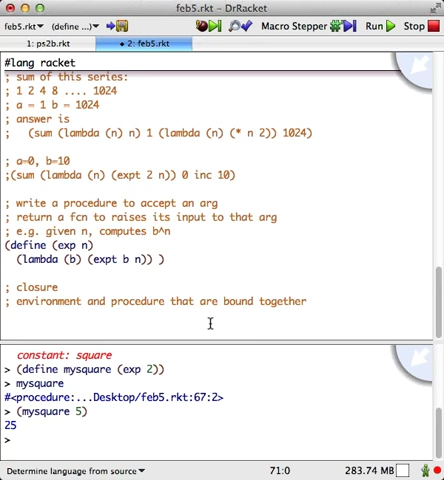 feb5.rkt - DrRacket
feb5.rkt▾ (define ...)▾ Macro Stepper Run Stop
1: ps2b.rkt • 2: feb5.rkt
#lang racket
; sum of this series:
; 1 2 4 8 .... 1024
; a = 1 b = 1024
; answer is
;   (sum (lambda (n) n) 1 (lambda (n) (* n 2)) 1024)
; a=0, b=10
;(sum (lambda (n) (expt 2 n)) 0 inc 10)
; write a procedure to accept an arg
; return a fcn to raises its input to that arg
; e.g. given n, computes b^n
(define (exp n)
  (lambda (b) (expt b n)) )
; closure
; environment and procedure that are bound together
constant: square
> (define mysquare (exp 2))
> mysquare
#<procedure:...Desktop/feb5.rkt:67:2>
> (mysquare 5)
25
>
Determine language from source▾ 71:0 283.74 MB